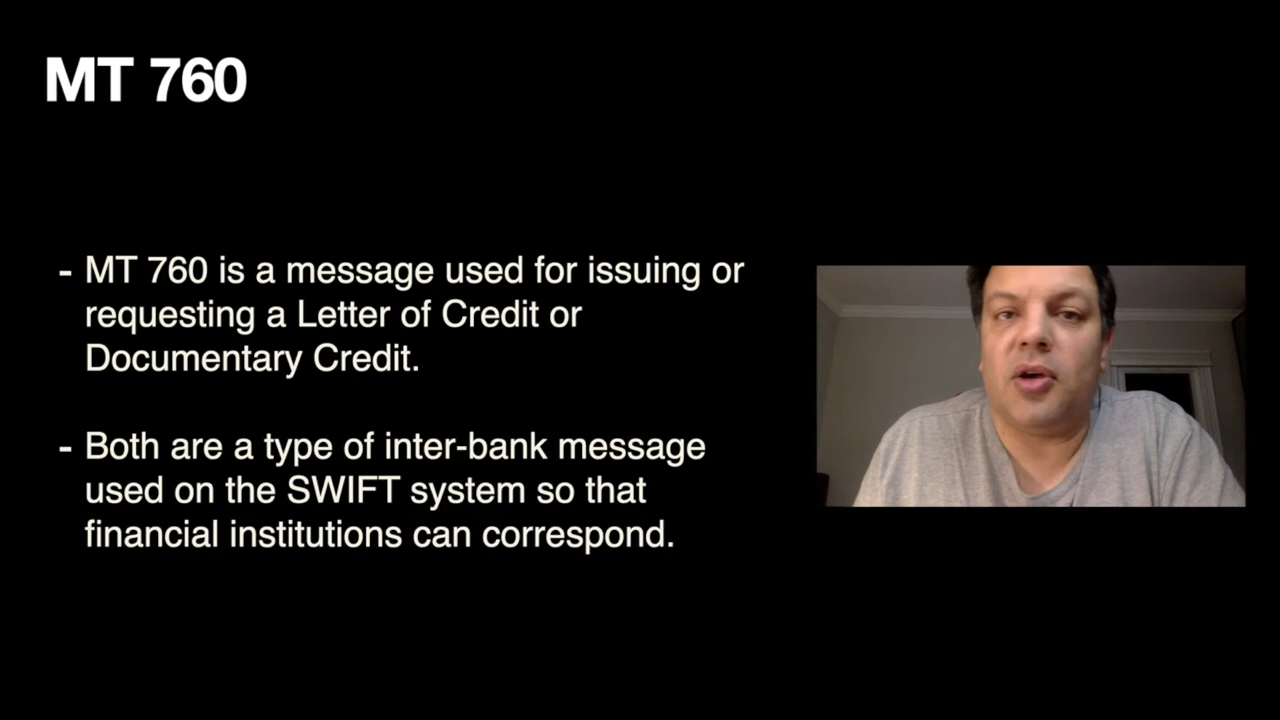 MT 760
- MT 760 is a message used for issuing or
requesting a Letter of Credit or
Documentary Credit.
- Both are a type of inter-bank message
used on the SWIFT system so that
financial institutions can correspond.